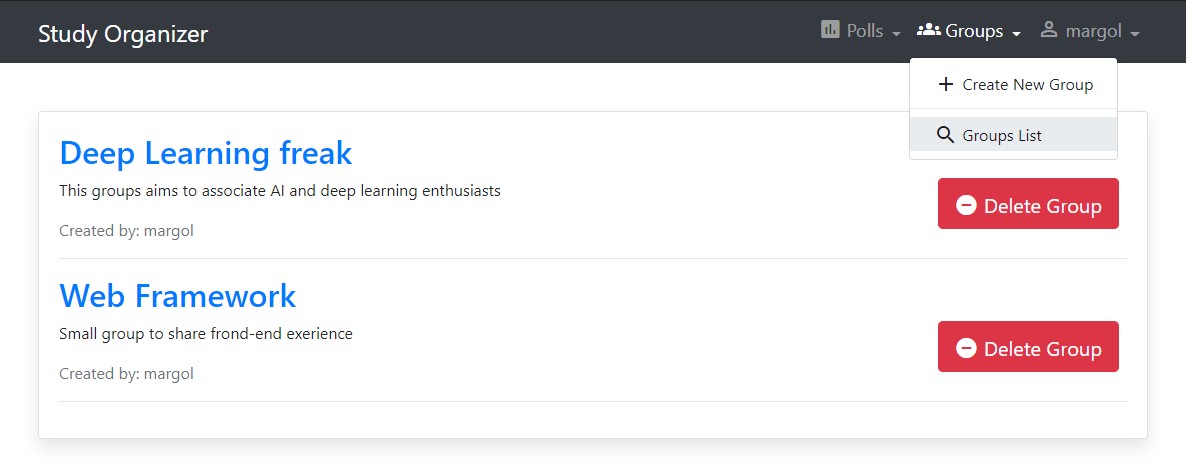 Study Organizer
Polls
Groups
margol
Create New Group
Groups List
Deep Learning freak
This groups aims to associate AI and deep learning enthusiasts
Delete Group
Created by: margol
Web Framework
Small group to share frond-end exerience
Delete Group
Created by: margol